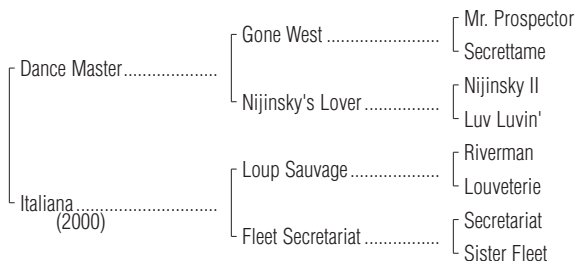 Mr. Prospector
Gone West ........................
Secrettame
Dance Master....................
Nijinsky II
Nijinsky's Lover ................
Luv Luvin'
Riverman
Loup Sauvage ...................
Louveterie
Italiana..............................
(2000)
Secretariat
Fleet Secretariat ................
Sister Fleet